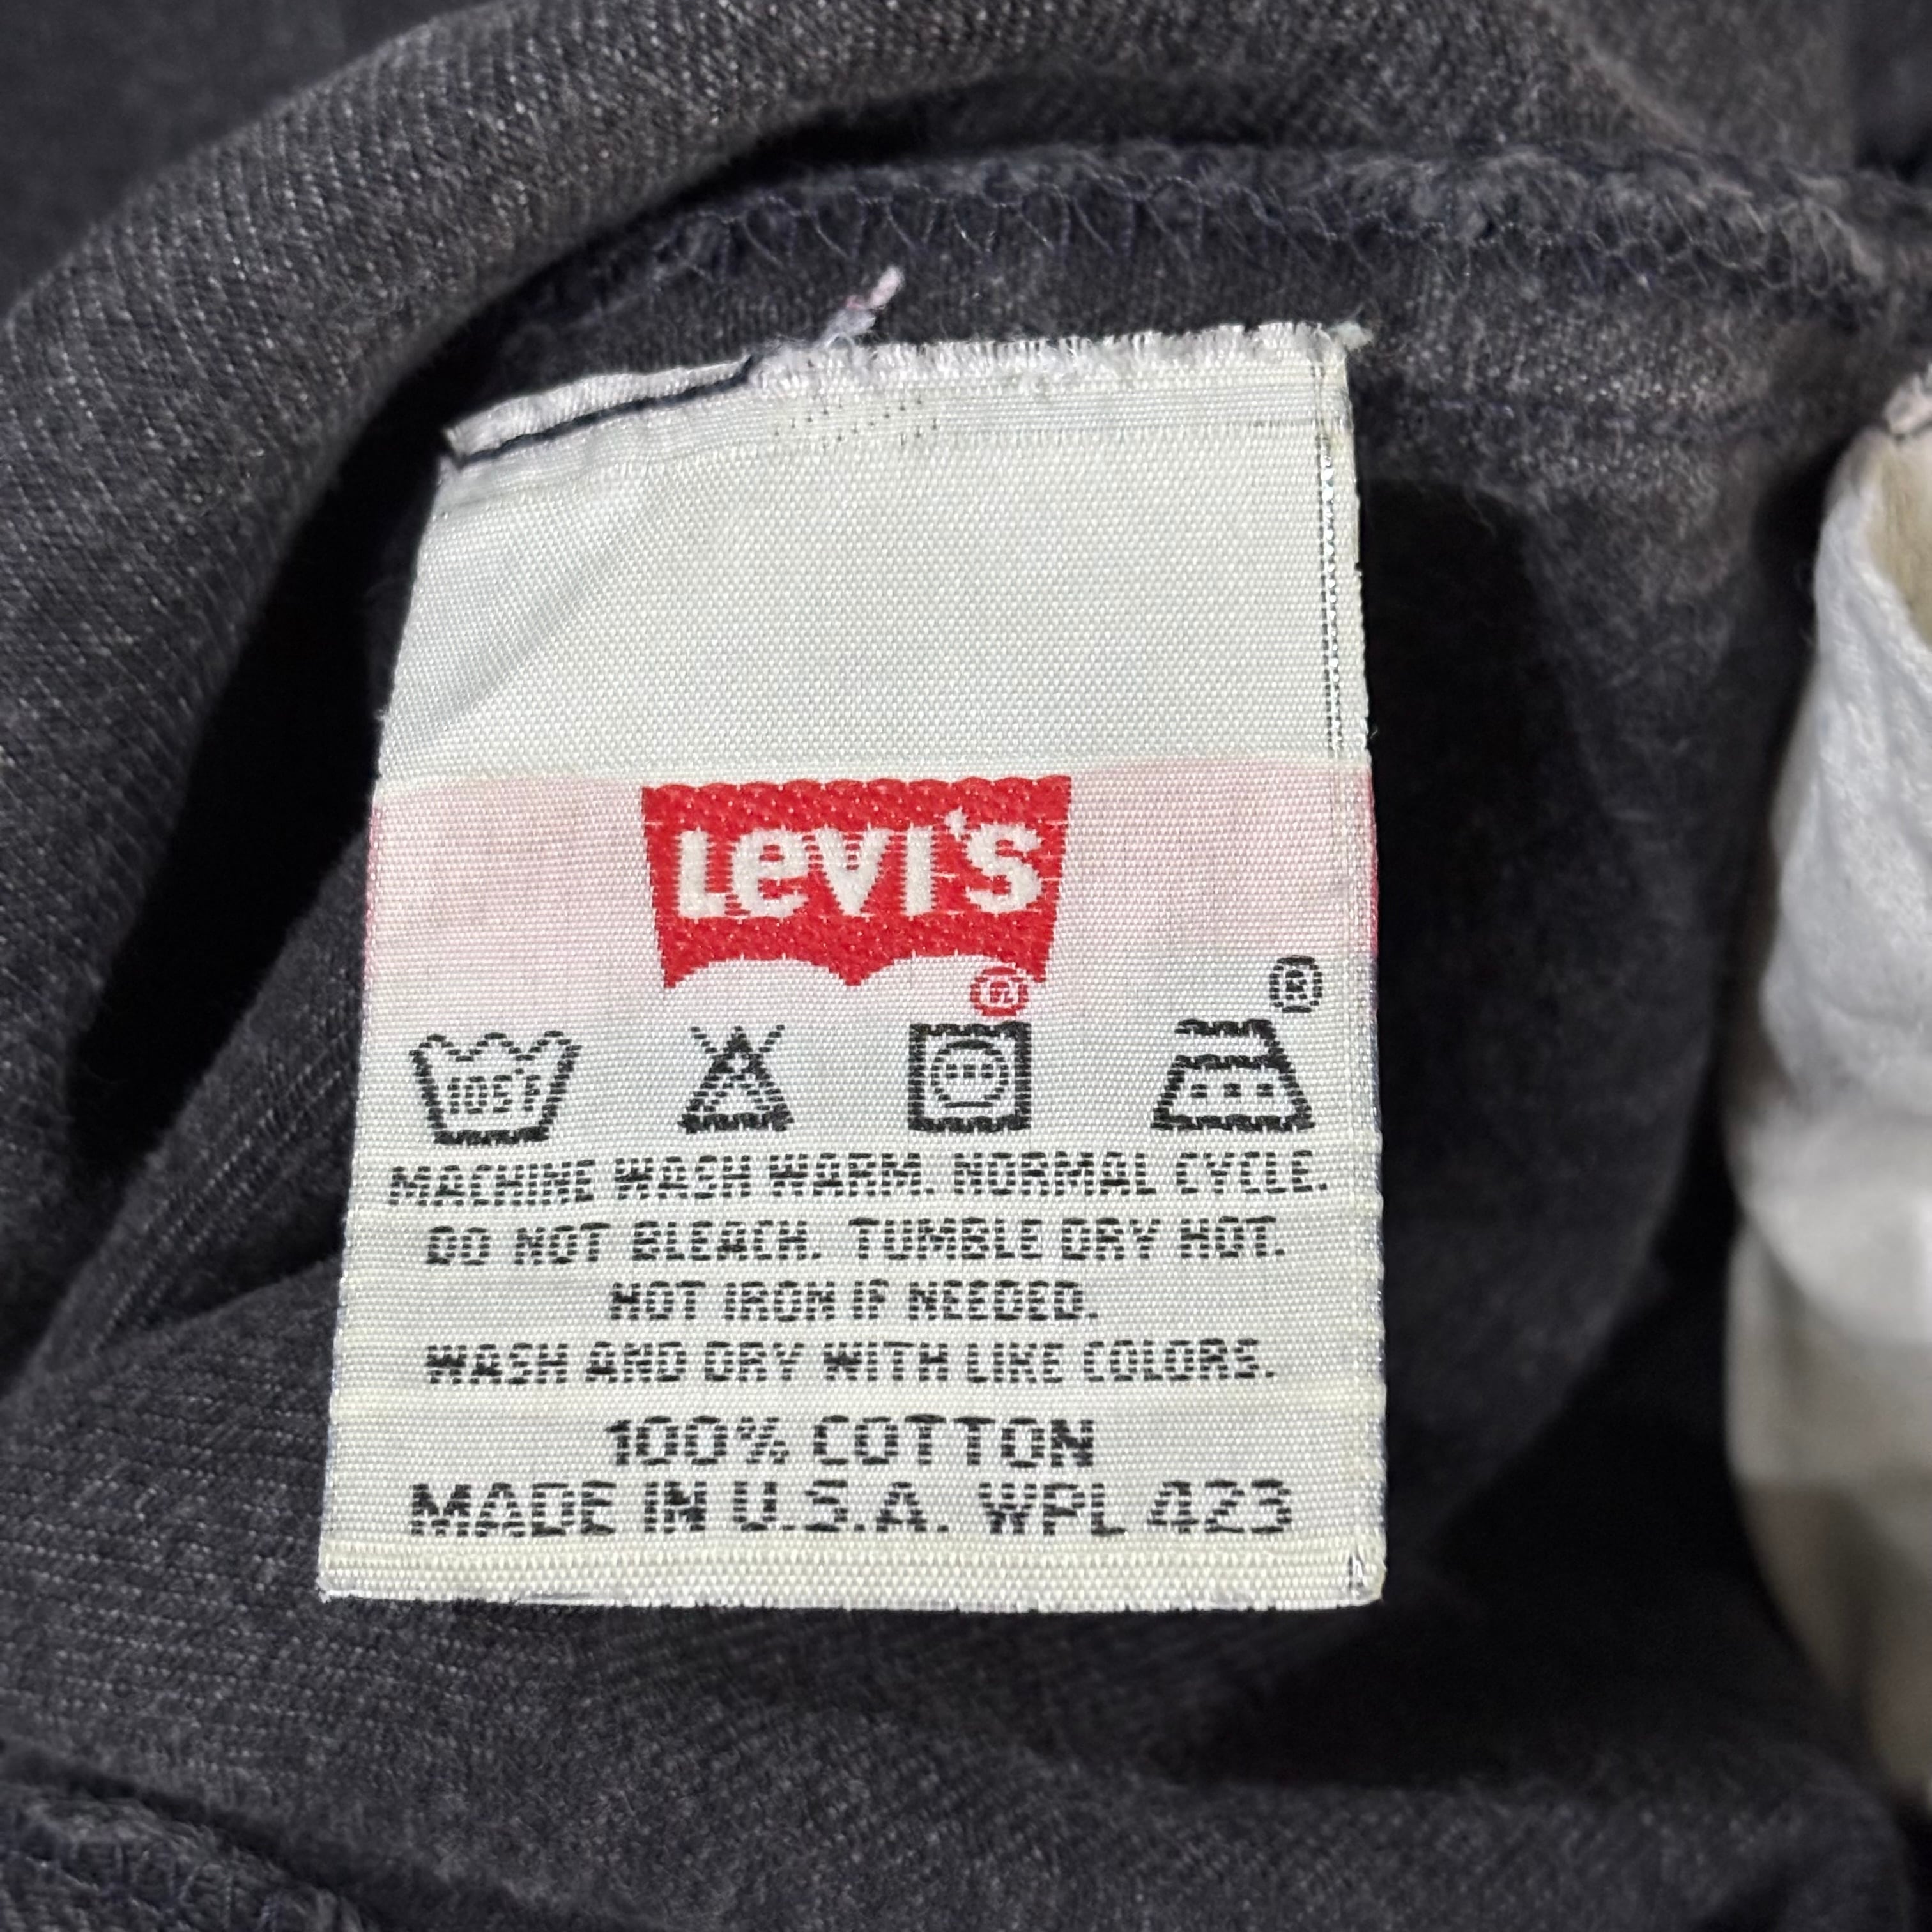 LEVI'S
®
®
105°F
MACHINE WASH WARM. NORMAL CYCLE.
DO NOT BLEACH. TUMBLE DRY HOT.
HOT IRON IF NEEDED.
WASH AND DRY WITH LIKE COLORS.
100% COTTON
MADE IN U.S.A. WPL 423